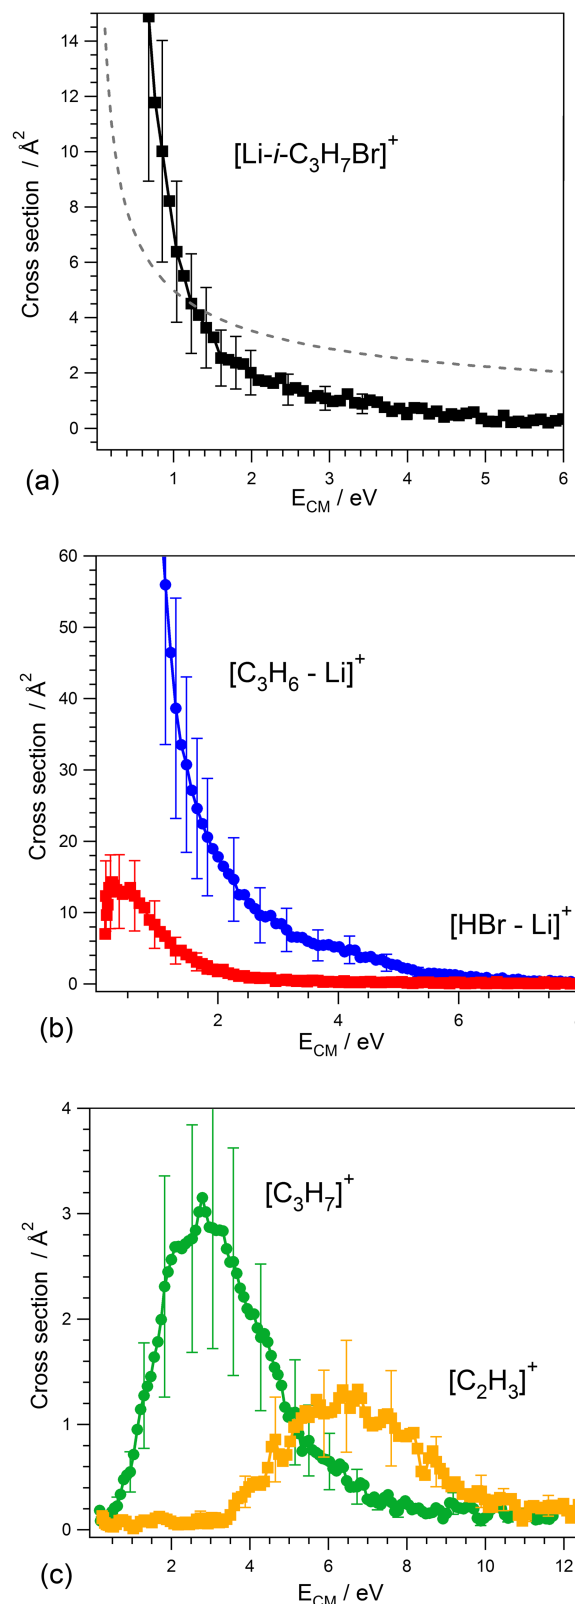 14
12
10
8
6
4
2
0
Cross section / Å²
[Li-i-C₃H₇Br]⁺
1 2 3 4 5 6
E_CM / eV
(a)
60
50
40
30
20
10
0
Cross section / Å²
[C₃H₆ - Li]⁺
[HBr - Li]⁺
2 4 6
E_CM / eV
(b)
4
3
2
1
0
Cross section / Å²
[C₃H₇]⁺
[C₂H₃]⁺
2 4 6 8 10 12
E_CM / eV
(c)